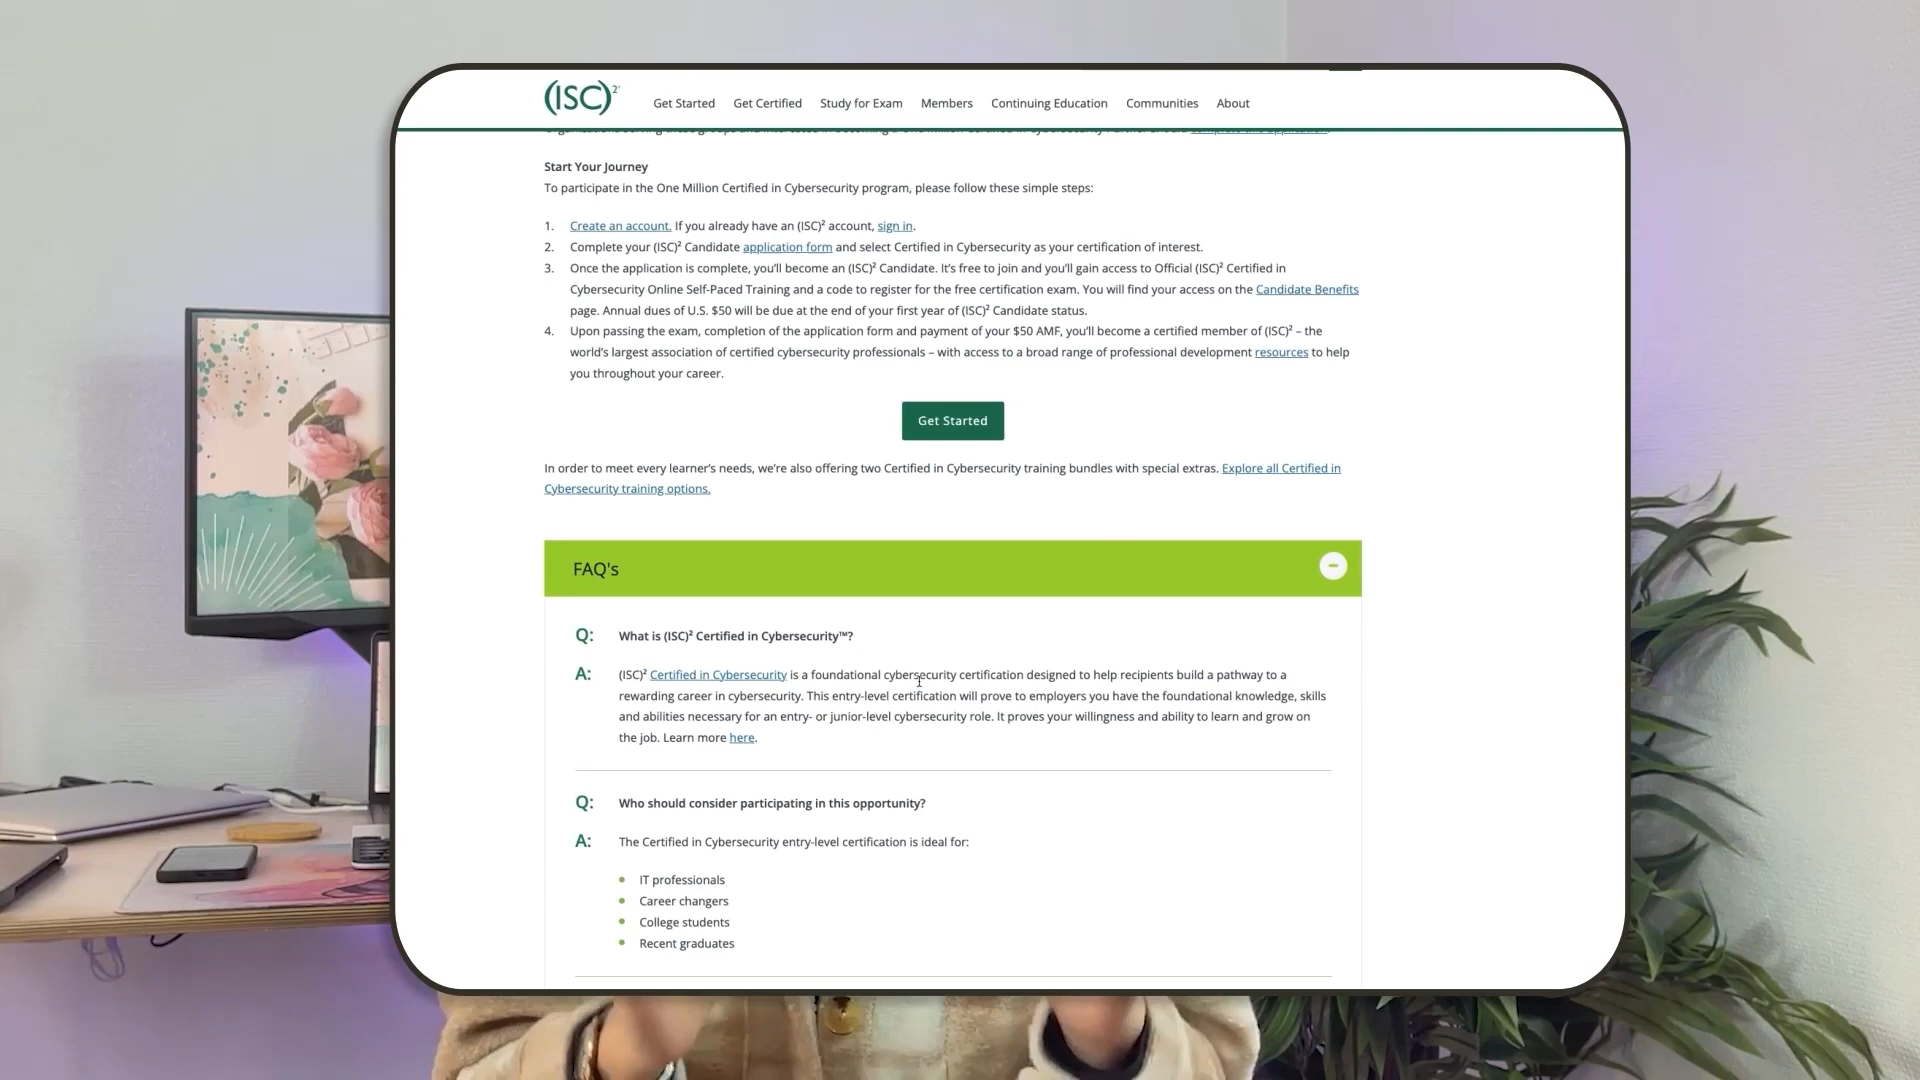 (ISC)²
Get Started
Get Certified
Study for Exam
Members
Continuing Education
Communities
About
Start Your Journey
To participate in the One Million Certified in Cybersecurity program, please follow these simple steps:
1. Create an account. If you already have an (ISC)² account, sign in.
2. Complete your (ISC)² Candidate application form and select Certified in Cybersecurity as your certification of interest.
3. Once the application is complete, you’ll become an (ISC)² Candidate. It’s free to join and you’ll gain access to Official (ISC)² Certified in
Cybersecurity Online Self-Paced Training and a code to register for the free certification exam. You will find your access on the Candidate Benefits
page. Annual dues of U.S. $50 will be due at the end of your first year of (ISC)² Candidate status.
4. Upon passing the exam, completion of the application form and payment of your $50 AMF, you’ll become a certified member of (ISC)² – the
world’s largest association of certified cybersecurity professionals – with access to a broad range of professional development resources to help
you throughout your career.
Get Started
In order to meet every learner’s needs, we’re also offering two Certified in Cybersecurity training bundles with special extras. Explore all Certified in
Cybersecurity training options.
FAQ's
Q: What is (ISC)² Certified in Cybersecurity™?
A: (ISC)² Certified in Cybersecurity is a foundational cybersecurity certification designed to help recipients build a pathway to a
rewarding career in cybersecurity. This entry-level certification will prove to employers you have the foundational knowledge, skills
and abilities necessary for an entry- or junior-level cybersecurity role. It proves your willingness and ability to learn and grow on
the job. Learn more here.
Q: Who should consider participating in this opportunity?
A: The Certified in Cybersecurity entry-level certification is ideal for:
• IT professionals
• Career changers
• College students
• Recent graduates